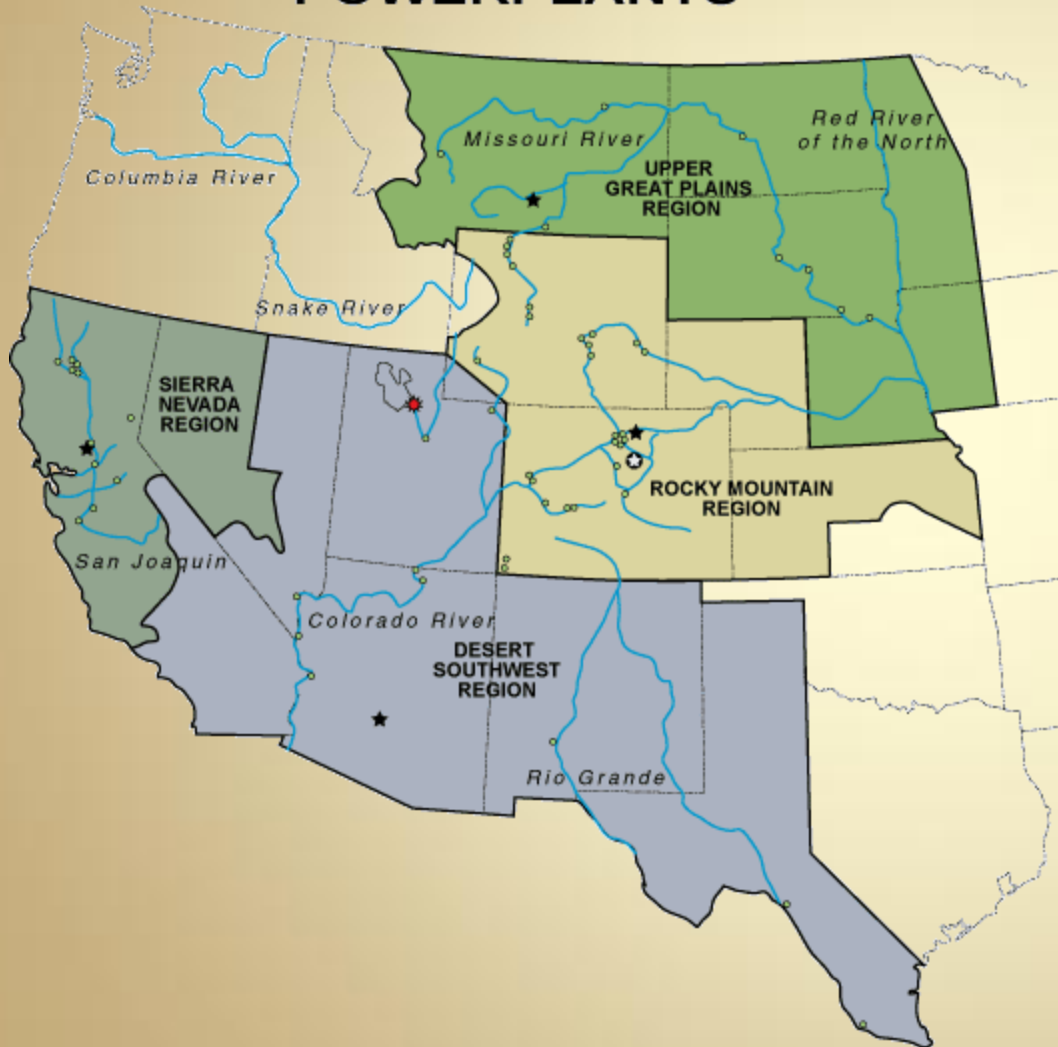 POWERPLANTS
Missouri River
Red River
of the North
Columbia River
UPPER
GREAT PLAINS
REGION
Snake River
SIERRA
NEVADA
REGION
ROCKY MOUNTAIN
REGION
San Joaquin
Colorado River
DESERT
SOUTHWEST
REGION
Rio Grande